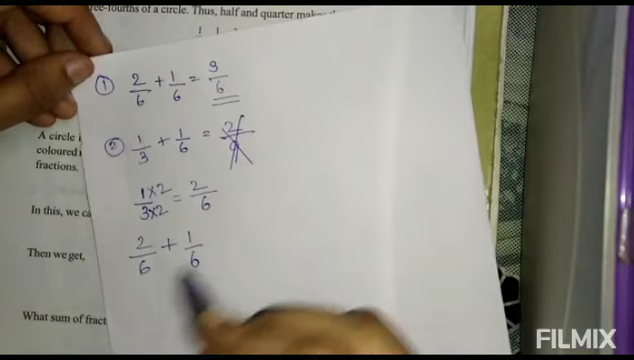 ree-fourths of a circle. Thus, half and quarter make
① 2/6 + 1/6 = 3/6
A circle i
② 1/3 + 1/6 =
coloured i
fractions.
1×2/3×2 = 2/6
In this, we ca
2/6 + 1/6
Then we get,
What sum of fract
FILMIX